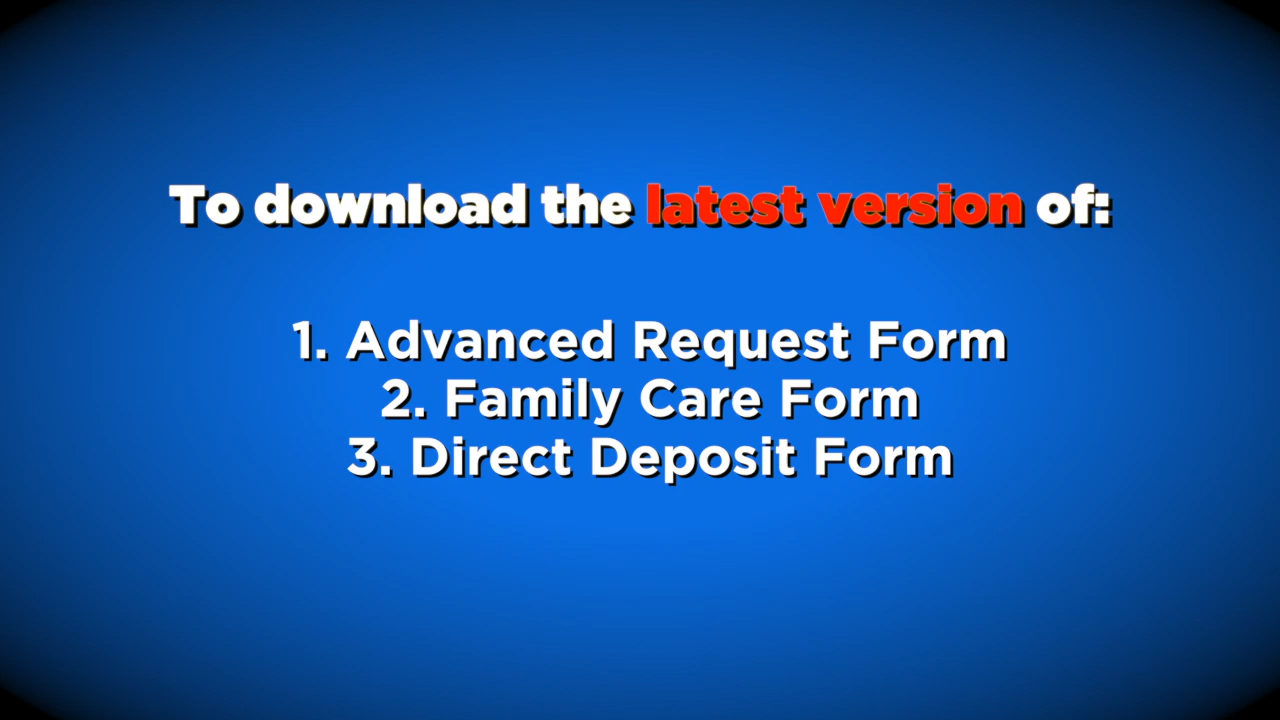 To download the latest version of:
1. Advanced Request Form
2. Family Care Form
3. Direct Deposit Form